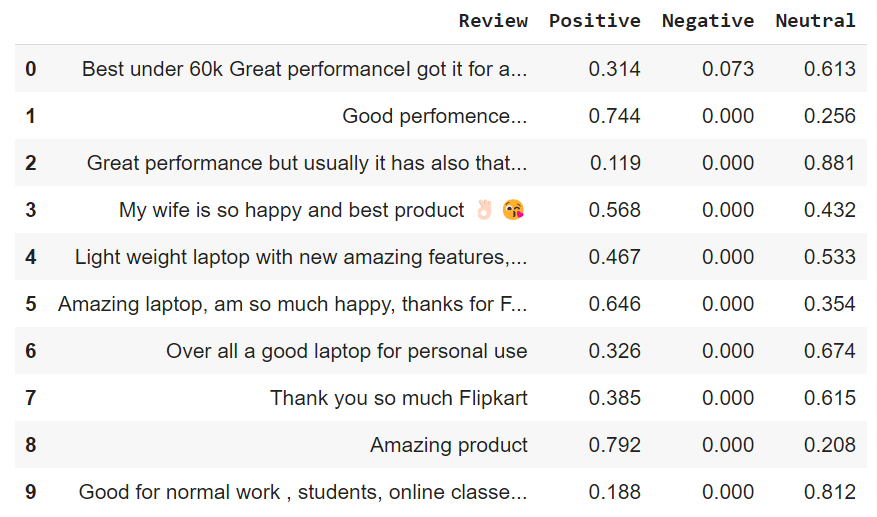 Review Positive Negative Neutral
0 Best under 60k Great performanceI got it for a... 0.314 0.073 0.613
1 Good perfomence... 0.744 0.000 0.256
2 Great performance but usually it has also that... 0.119 0.000 0.881
3 My wife is so happy and best product 👌🏻 😘 0.568 0.000 0.432
4 Light weight laptop with new amazing features,... 0.467 0.000 0.533
5 Amazing laptop, am so much happy, thanks for F... 0.646 0.000 0.354
6 Over all a good laptop for personal use 0.326 0.000 0.674
7 Thank you so much Flipkart 0.385 0.000 0.615
8 Amazing product 0.792 0.000 0.208
9 Good for normal work , students, online classe... 0.188 0.000 0.812